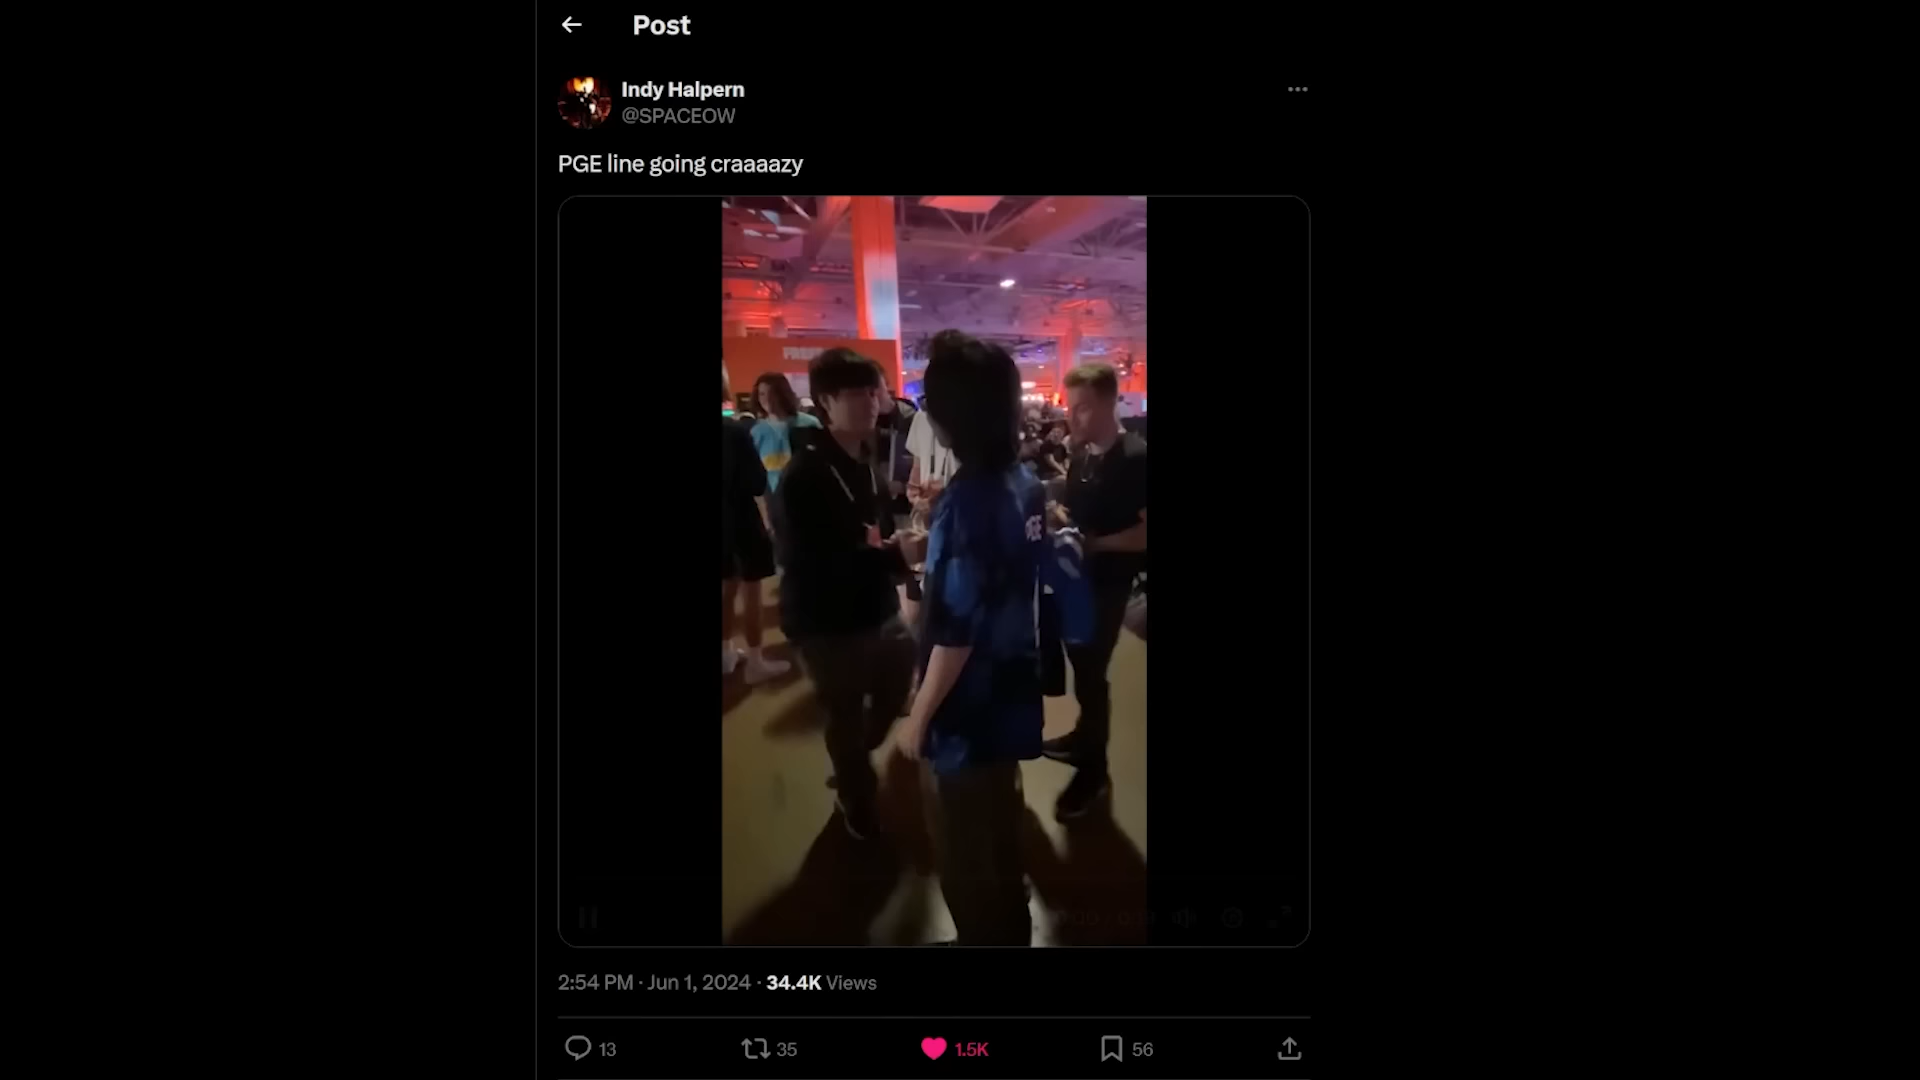 Post
Indy Halpern
@SPACEOW
PGE line going craaaazy
2:54 PM · Jun 1, 2024 · 34.4K Views
13
35
1.5K
56